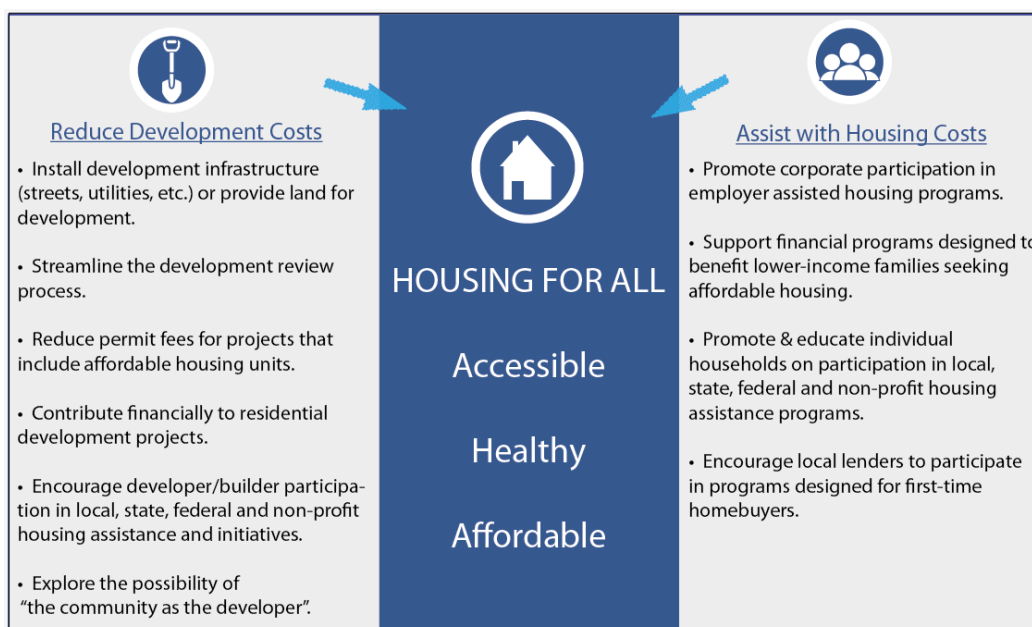 Reduce Development Costs
• Install development infrastructure
(streets, utilities, etc.) or provide land for
development.
• Streamline the development review
process.
• Reduce permit fees for projects that
include affordable housing units.
• Contribute financially to residential
development projects.
• Encourage developer/builder participa-
tion in local, state, federal and non-profit
housing assistance and initiatives.
• Explore the possibility of
“the community as the developer”.
HOUSING FOR ALL
Accessible
Healthy
Affordable
Assist with Housing Costs
• Promote corporate participation in
employer assisted housing programs.
• Support financial programs designed to
benefit lower-income families seeking
affordable housing.
• Promote & educate individual
households on participation in local,
state, federal and non-profit housing
assistance programs.
• Encourage local lenders to participate
in programs designed for first-time
homebuyers.